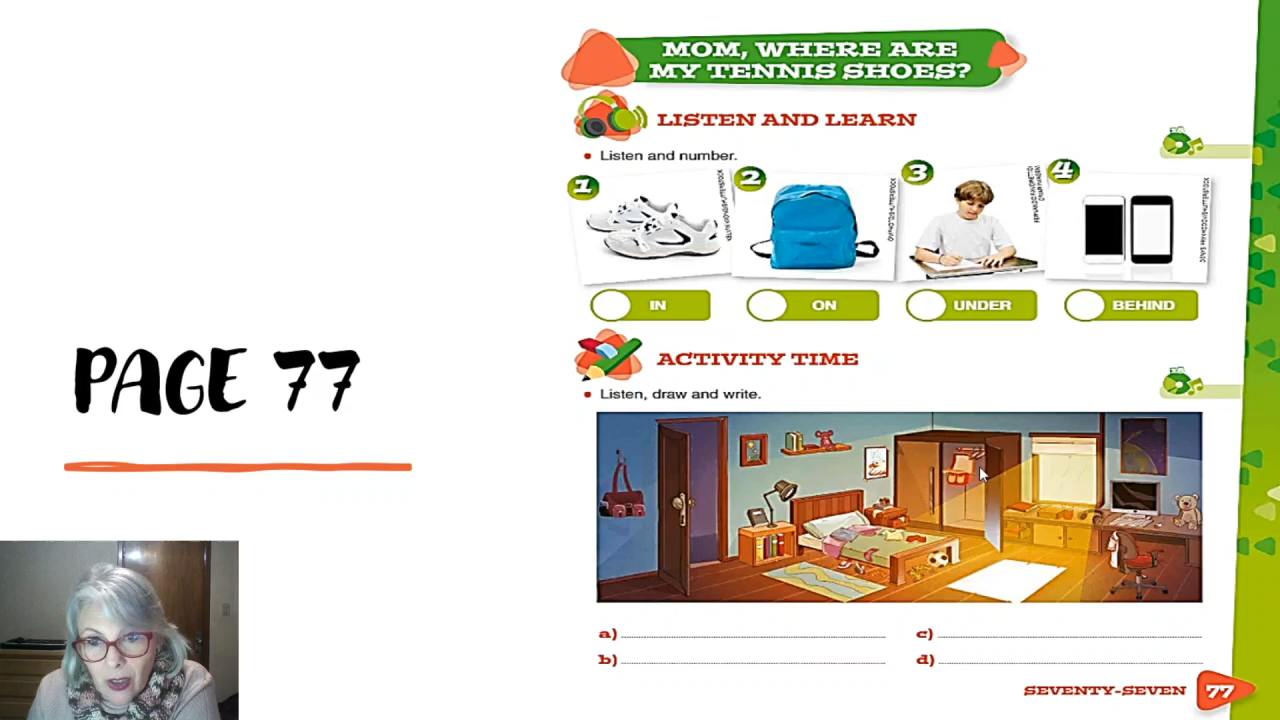 PAGE 77
MOM, WHERE ARE
MY TENNIS SHOES?
LISTEN AND LEARN
• Listen and number.
1
2
3
4
IN
ON
UNDER
BEHIND
ACTIVITY TIME
• Listen, draw and write.
a)
c)
b)
d)
SEVENTY-SEVEN 77